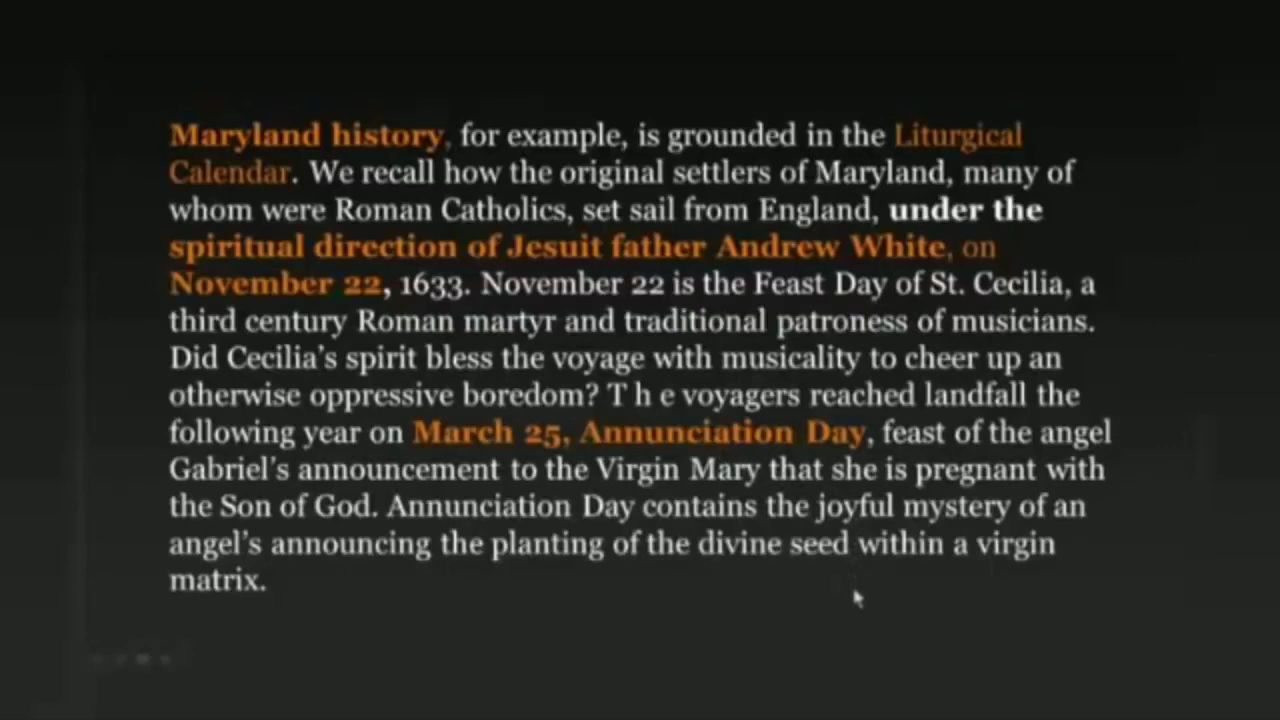 Maryland history, for example, is grounded in the Liturgical
Calendar. We recall how the original settlers of Maryland, many of
whom were Roman Catholics, set sail from England, under the
spiritual direction of Jesuit father Andrew White, on
November 22, 1633. November 22 is the Feast Day of St. Cecilia, a
third century Roman martyr and traditional patroness of musicians.
Did Cecilia’s spirit bless the voyage with musicality to cheer up an
otherwise oppressive boredom? T h e voyagers reached landfall the
following year on March 25, Annunciation Day, feast of the angel
Gabriel’s announcement to the Virgin Mary that she is pregnant with
the Son of God. Annunciation Day contains the joyful mystery of an
angel’s announcing the planting of the divine seed within a virgin
matrix.